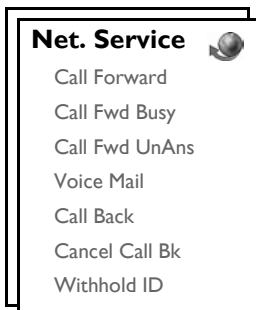 Net. Service
Call Forward
Call Fwd Busy
Call Fwd UnAns
Voice Mail
Call Back
Cancel Call Bk
Withhold ID